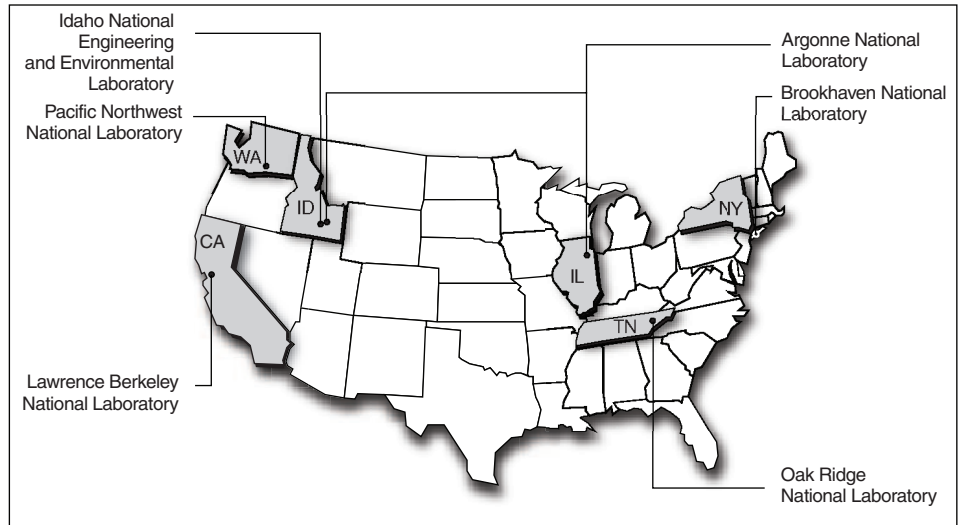 Idaho National
Engineering
and Environmental
Laboratory
Pacific Northwest
National Laboratory
Argonne National
Laboratory
Brookhaven National
Laboratory
WA
ID
CA
NY
IL
TN
Lawrence Berkeley
National Laboratory
Oak Ridge
National Laboratory